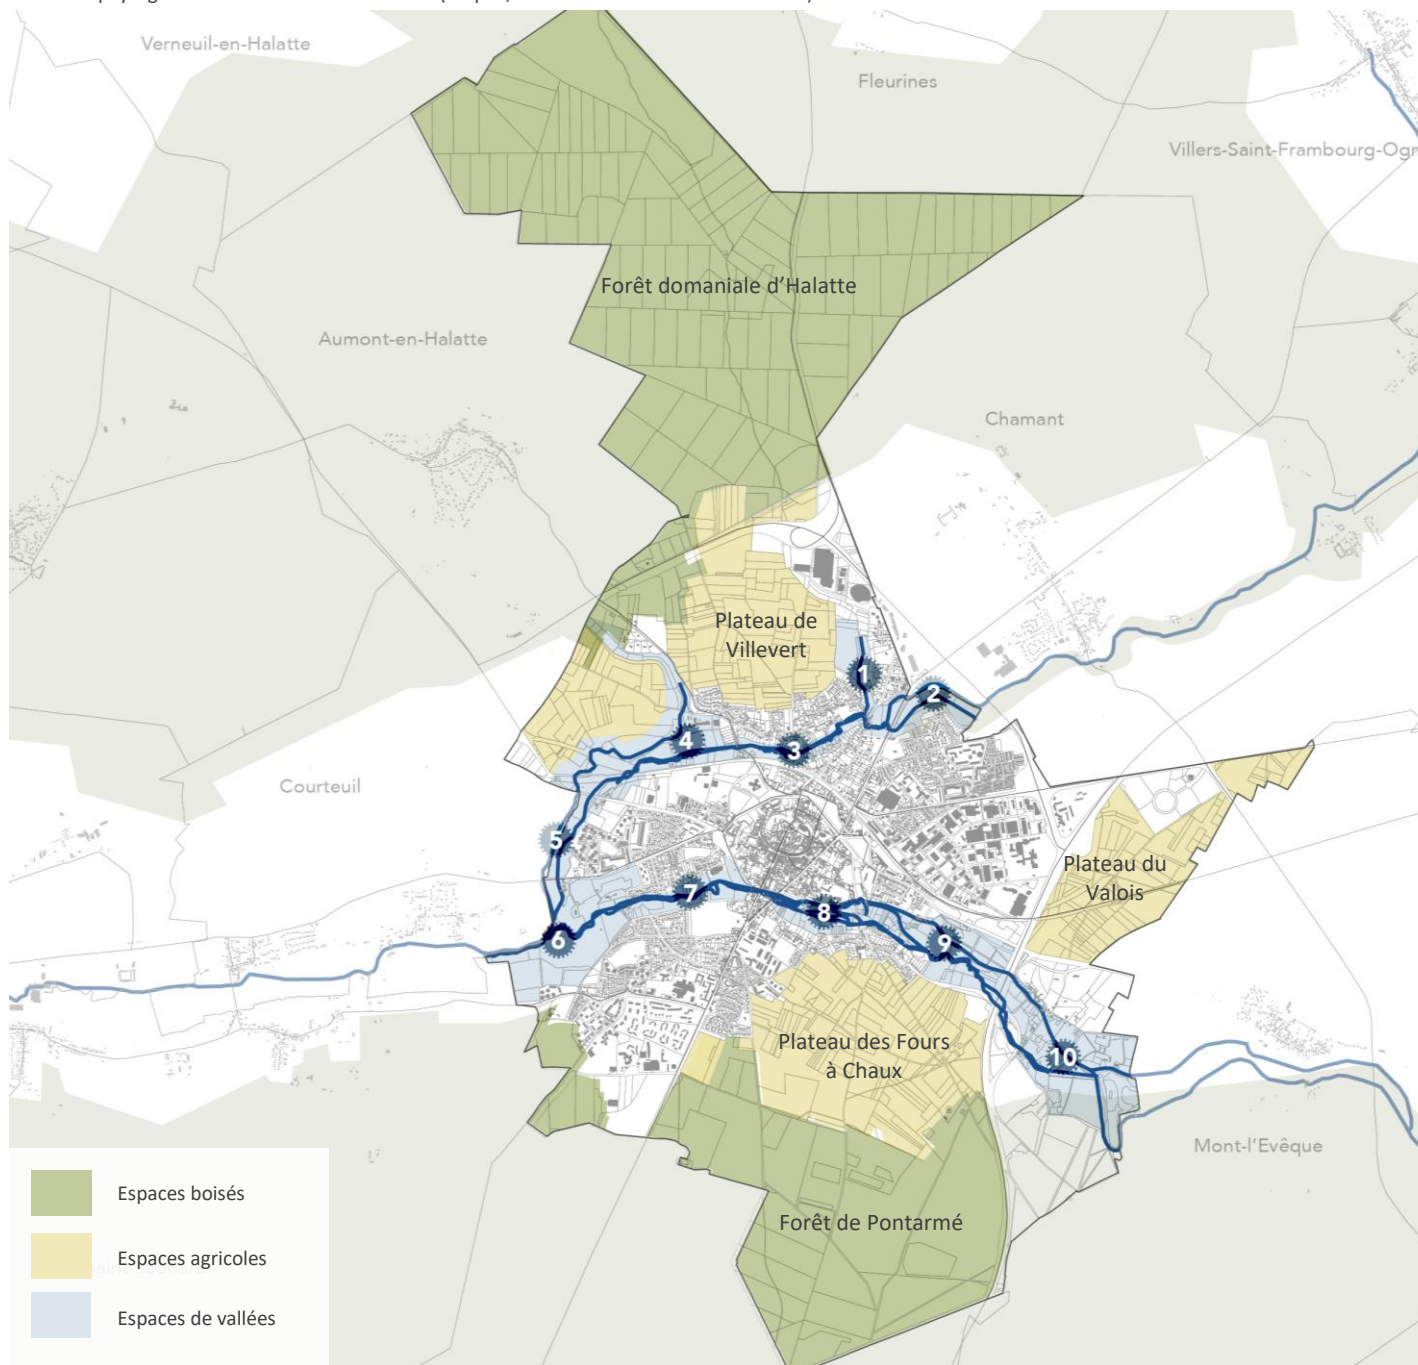 Verneuil-en-Halatte
Fleurines
Villers-Saint-Frambourg-Ogn
Forêt domaniale d'Halatte
Aumont-en-Halatte
Chamant
Plateau de
Villevert
1
2
4
3
Courteuil
5
Plateau du
Valois
7
8
6
9
Plateau des Fours
à Chaux
10
Mont-l'Evêque
Forêt de Pontarmé
Espaces boisés
Espaces agricoles
Espaces de vallées